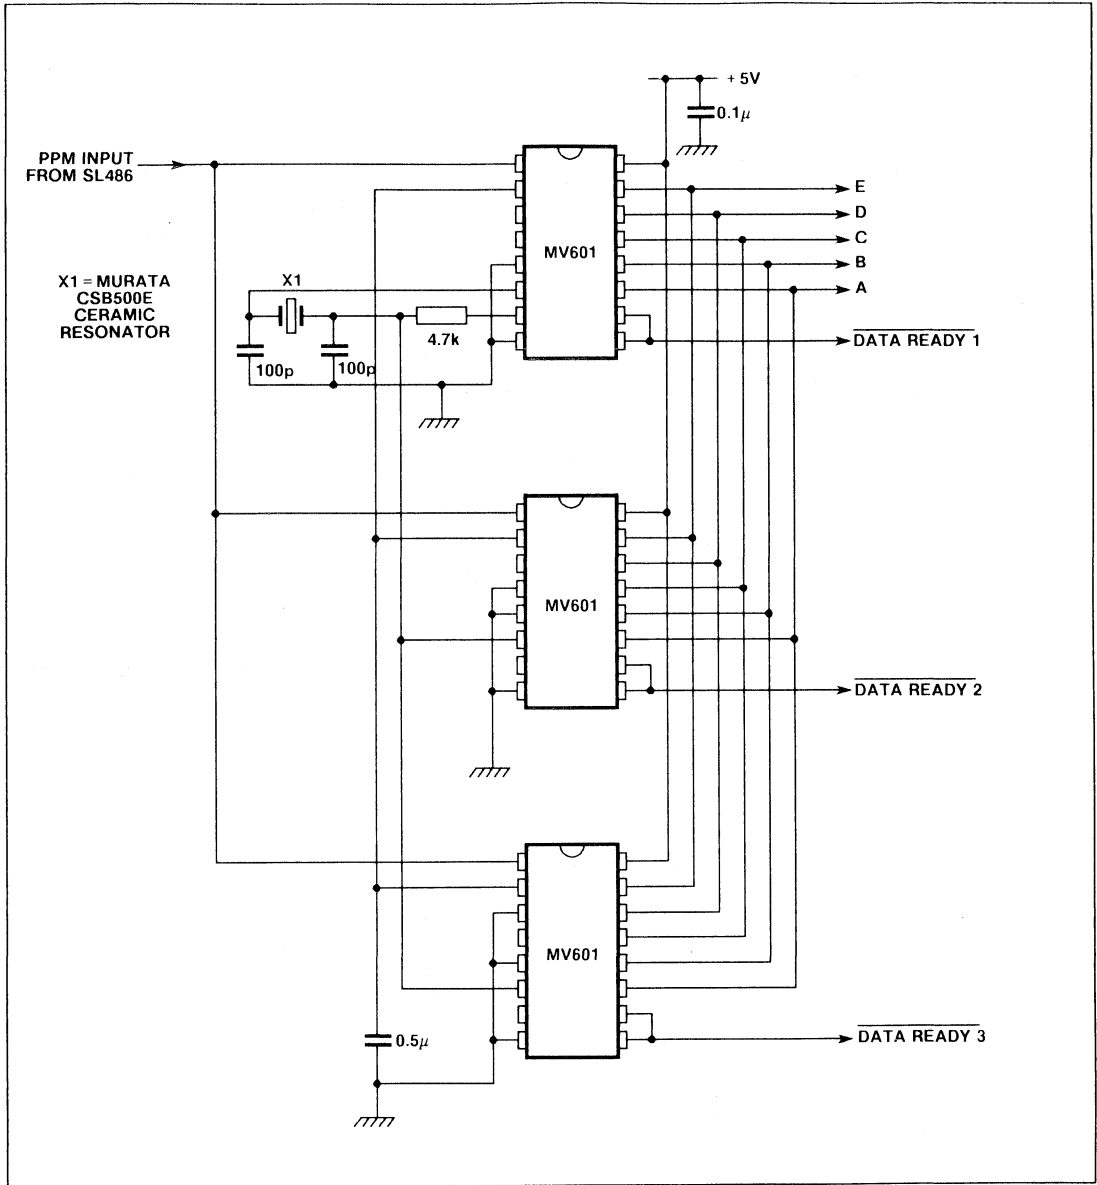 + 5V
0.1μ
PPM INPUT
FROM SL486
E
D
C
B
A
MV601
X1 = MURATA
CSB500E
CERAMIC
RESONATOR
X1
4.7k
100p
100p
DATA READY 1
MV601
DATA READY 2
MV601
0.5μ
DATA READY 3